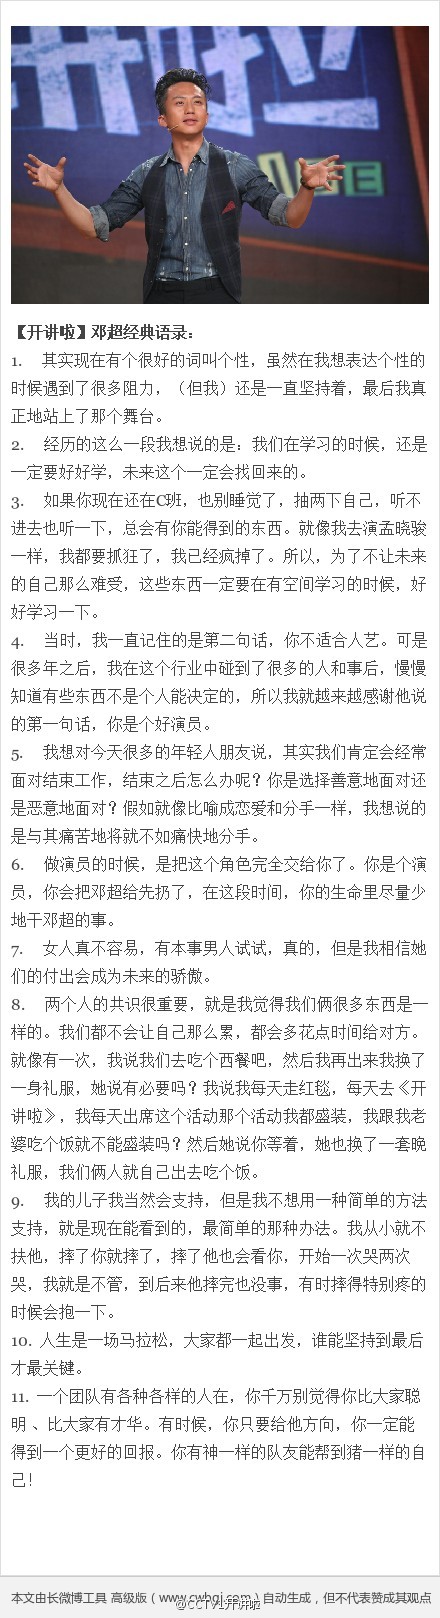 开讲啦
【开讲啦】邓超经典语录：
1. 其实现在有个很好的词叫个性，虽然在我想表达个性的
时候遇到了很多阻力，（但我）还是一直坚持着，最后我真
正地站上了那个舞台。
2. 经历的这么一段我想说的是：我们在学习的时候，还是
一定要好好学，未来这个一定会找回来的。
3. 如果你现在还在C班，也别睡觉了，抽两下自己，听不
进去也听一下，总会有你能得到的东西。就像我去演孟晓骏
一样，我都要抓狂了，我已经疯掉了。所以，为了不让未来
的自己那么难受，这些东西一定要在有空间学习的时候，好
好学习一下。
4. 当时，我一直记住的是第二句话，你不适合人艺。可是
很多年之后，我在这个行业中碰到了很多的人和事后，慢慢
知道有些东西不是个人能决定的，所以我就越来越感谢他说
的第一句话，你是个好演员。
5. 我想对今天很多的年轻人朋友说，其实我们肯定会经常
面对结束工作，结束之后怎么办呢？你是选择善意地面对还
是恶意地面对？假如就像比喻成恋爱和分手一样，我想说的
是与其痛苦地将就不如痛快地分手。
6. 做演员的时候，是把这个角色完全交给你了。你是个演
员，你会把邓超给先扔了，在这段时间，你的生命里尽量少
地干邓超的事。
7. 女人真不容易，有本事男人试试，真的，但是我相信她
们的付出会成为未来的骄傲。
8. 两个人的共识很重要，就是我觉得我们俩很多东西是一
样的。我们都不会让自己那么累，都会多花点时间给对方。
就像有一次，我说我们去吃个西餐吧，然后我再出来我换了
一身礼服，她说有必要吗？我说我每天走红毯，每天去《开
讲啦》，我每天出席这个活动那个活动我都盛装，我跟我老
婆吃个饭就不能盛装吗？然后她说你等着，她也换了一套晚
礼服，我们俩人就自己出去吃个饭。
9. 我的儿子我当然会支持，但是我不想用一种简单的方法
支持，就是现在能看到的，最简单的那种办法。我从小就不
扶他，摔了你就摔了，摔了他也会看你，开始一次哭两次
哭，我就是不管，到后来他摔完也没事，有时摔得特别疼的
时候会抱一下。
10. 人生是一场马拉松，大家都一起出发，谁能坚持到最后
才最关键。
11. 一个团队有各种各样的人在，你千万别觉得你比大家聪
明 、比大家有才华。有时候，你只要给他方向，你一定能
得到一个更好的回报。你有神一样的队友能帮到猪一样的自
己！
本文由长微博工具 高级版（www.cwbgj.com）自动生成，但不代表赞成其观点
@CCTV1开讲啦